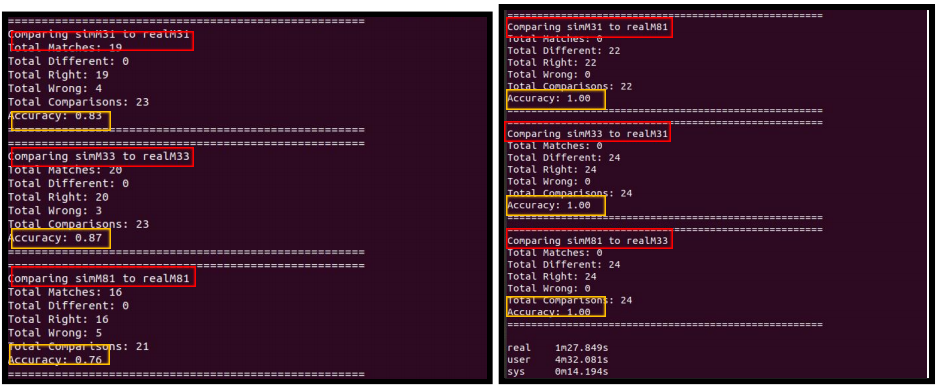 ==================================================
Comparing simM31 to realM31
Total Matches: 19
Total Different: 0
Total Right: 19
Total Wrong: 4
Total Comparisons: 23
Accuracy: 0.83
==================================================
==================================================
Comparing simM33 to realM33
Total Matches: 20
Total Different: 0
Total Right: 20
Total Wrong: 3
Total Comparisons: 23
Accuracy: 0.87
==================================================
==================================================
Comparing simM81 to realM81
Total Matches: 16
Total Different: 0
Total Right: 16
Total Wrong: 5
Total Comparisons: 21
Accuracy: 0.76
==================================================
==================================================
Comparing simM31 to realM81
Total Matches: 0
Total Different: 22
Total Right: 22
Total Wrong: 0
Total Comparisons: 22
Accuracy: 1.00
==================================================
==================================================
Comparing simM33 to realM31
Total Matches: 0
Total Different: 24
Total Right: 24
Total Wrong: 0
Total Comparisons: 24
Accuracy: 1.00
==================================================
==================================================
Comparing simM81 to realM33
Total Matches: 0
Total Different: 24
Total Right: 24
Total Wrong: 0
Total Comparisons: 24
Accuracy: 1.00
==================================================
real 1m27.849s
user 4m32.081s
sys 0m14.194s